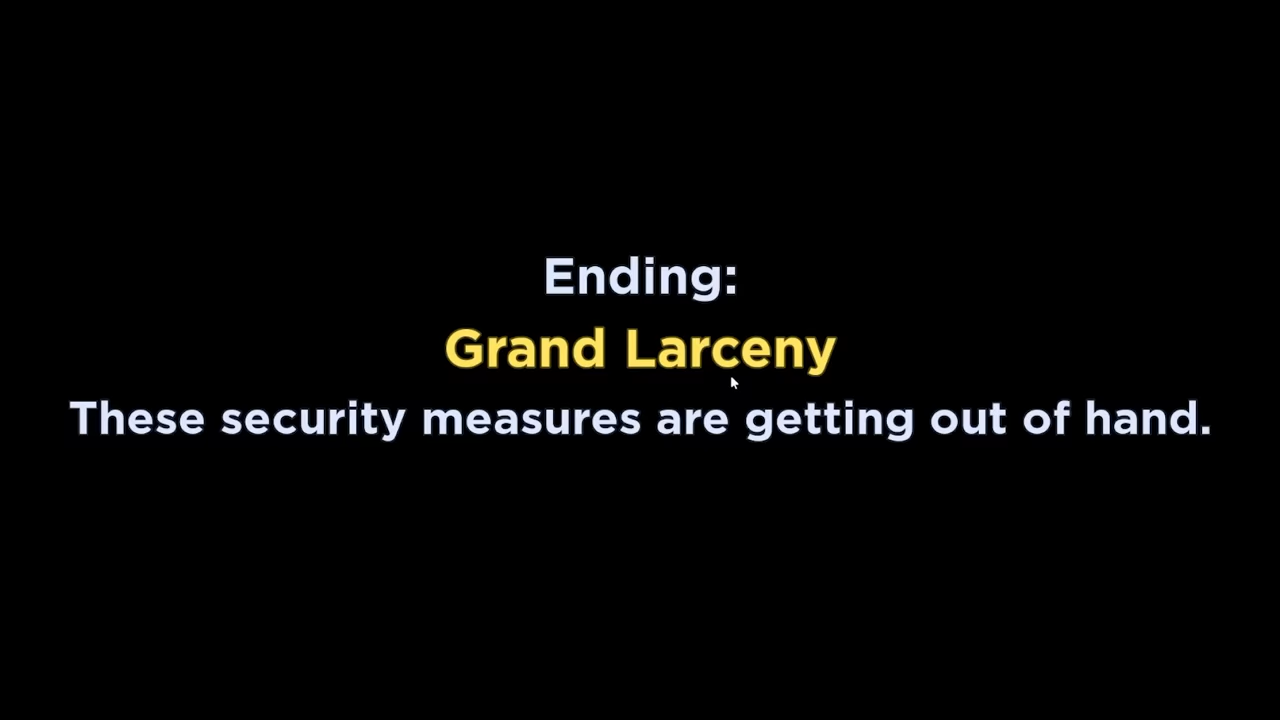 Ending:
Grand Larceny
These security measures are getting out of hand.